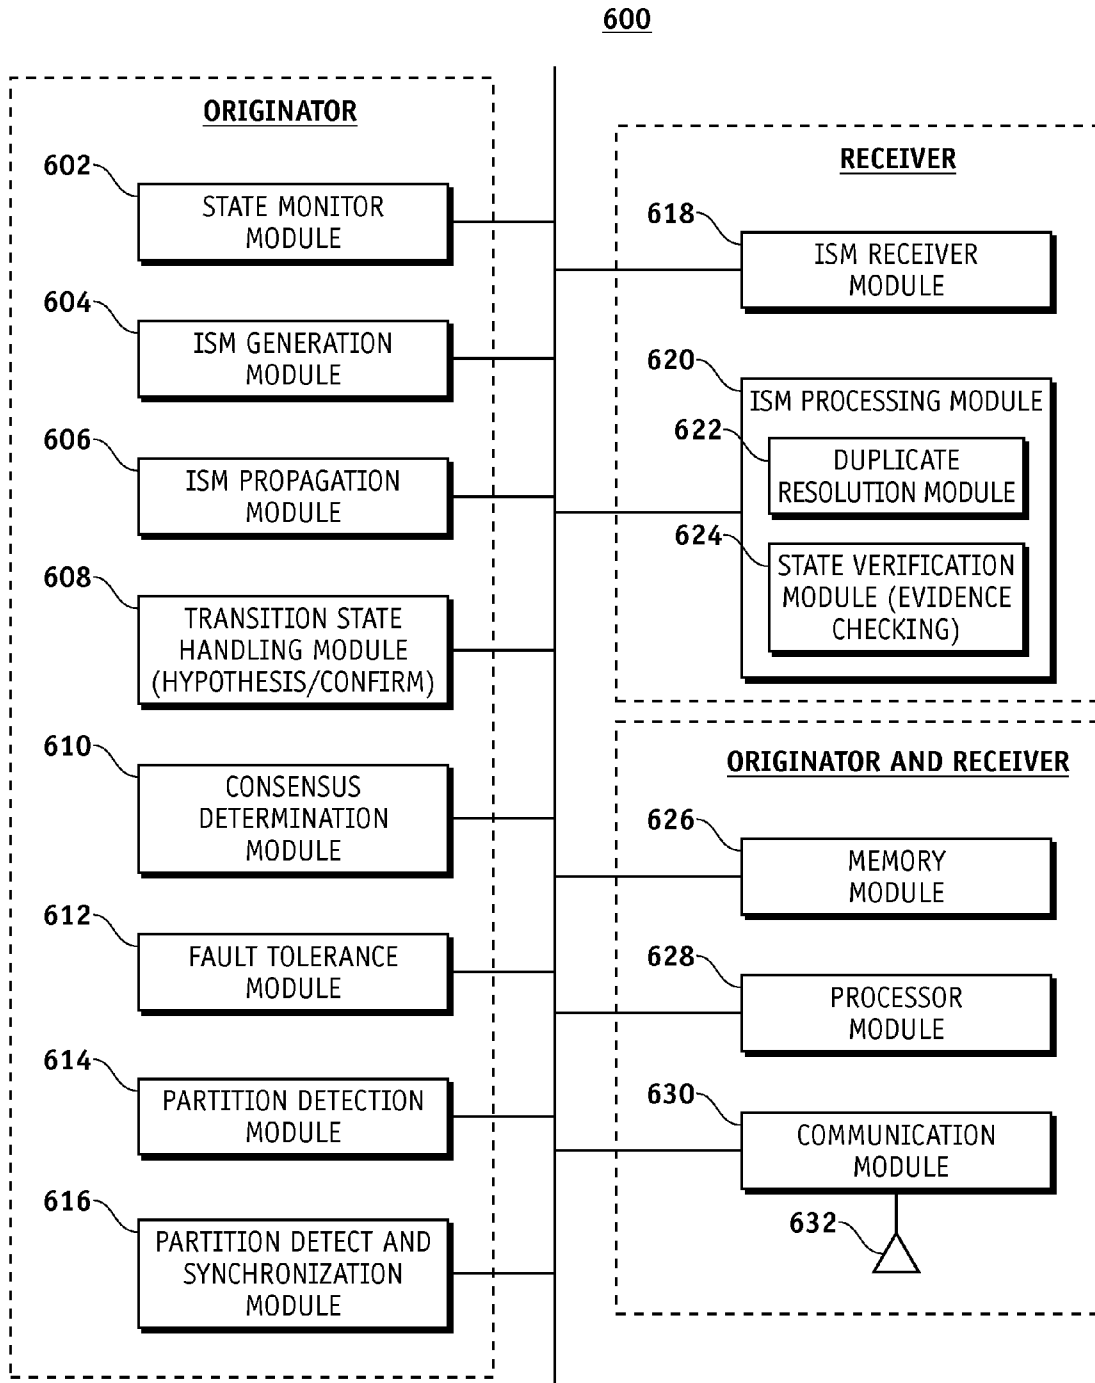 600
ORIGINATOR
602
STATE MONITOR
MODULE
604
ISM GENERATION
MODULE
606
ISM PROPAGATION
MODULE
608
TRANSITION STATE
HANDLING MODULE
(HYPOTHESIS/CONFIRM)
610
CONSENSUS
DETERMINATION
MODULE
612
FAULT TOLERANCE
MODULE
614
PARTITION DETECTION
MODULE
616
PARTITION DETECT AND
SYNCHRONIZATION
MODULE
RECEIVER
618
ISM RECEIVER
MODULE
620
ISM PROCESSING MODULE
622
DUPLICATE
RESOLUTION MODULE
624
STATE VERIFICATION
MODULE (EVIDENCE
CHECKING)
ORIGINATOR AND RECEIVER
626
MEMORY
MODULE
628
PROCESSOR
MODULE
630
COMMUNICATION
MODULE
632